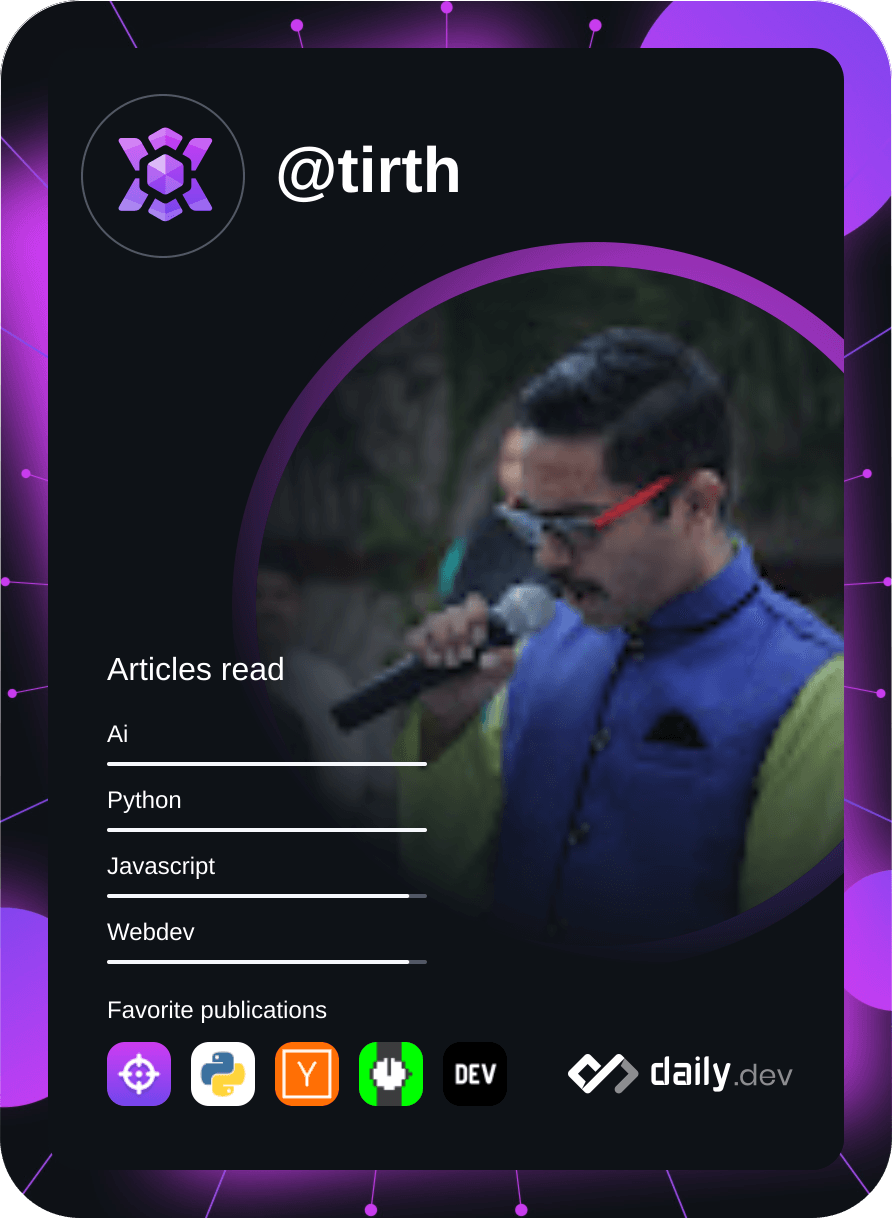 @tirth
Articles read
Ai
Python
Javascript
Webdev
Favorite publications
Y
DEV
daily.dev